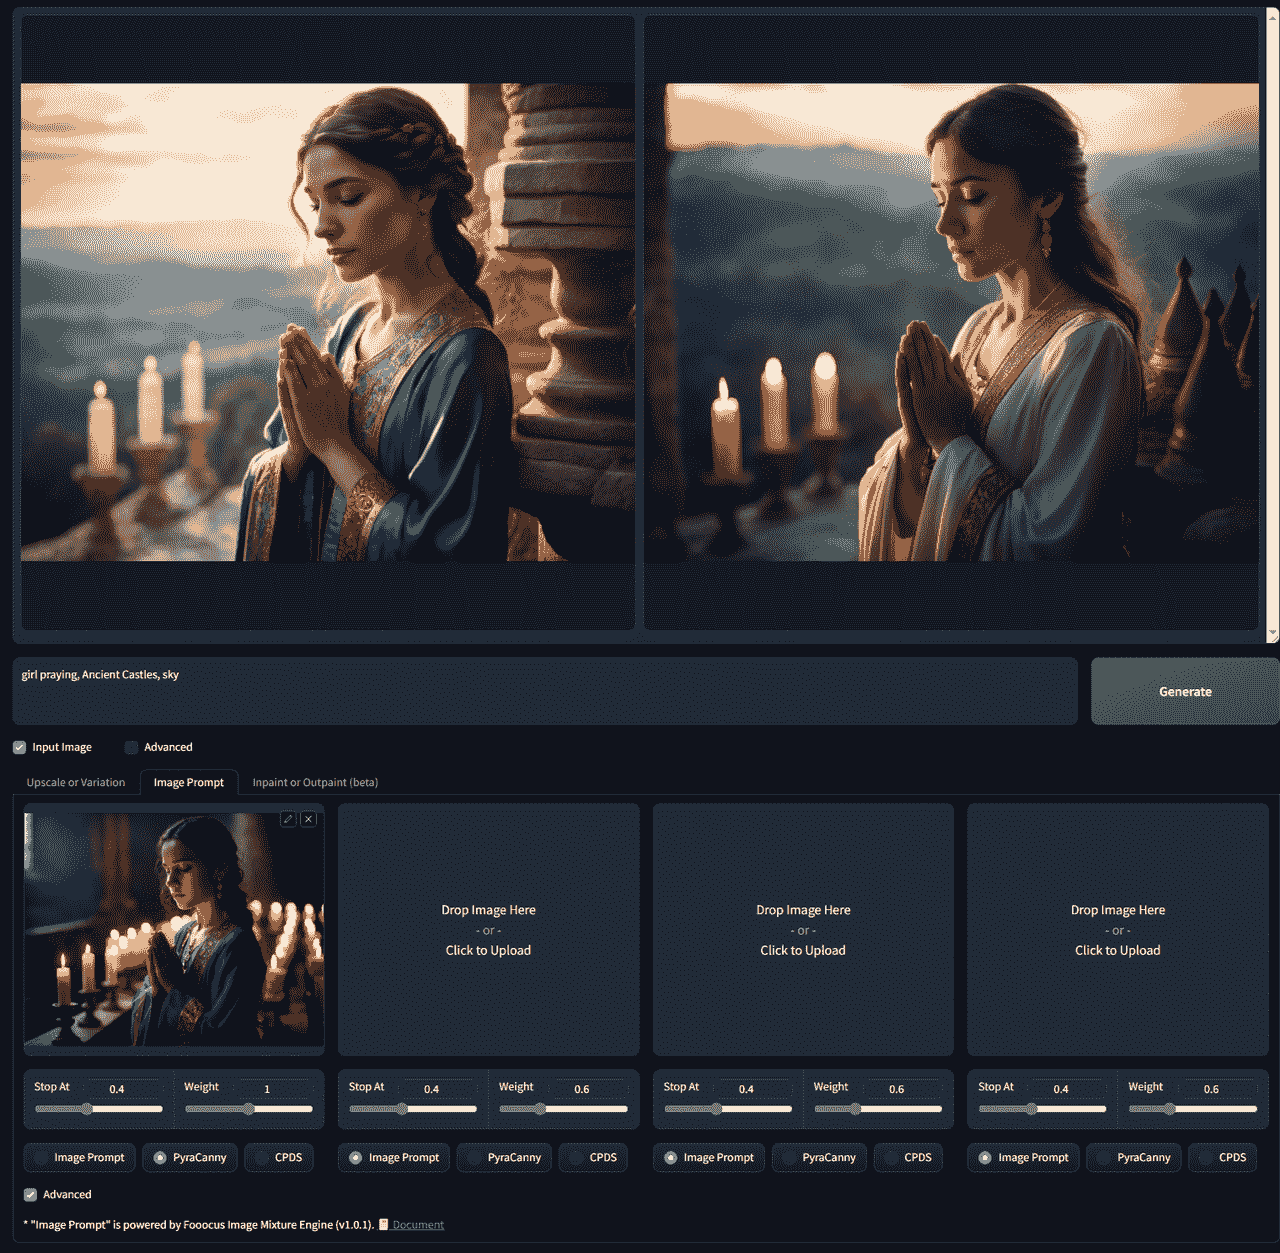 girl praying, Ancient Castles, sky
Generate
Input Image
Advanced
Upscale or Variation
Image Prompt
Inpaint or Outpaint (beta)
Drop Image Here
- or -
Click to Upload
Drop Image Here
- or -
Click to Upload
Drop Image Here
- or -
Click to Upload
Stop At 0.4 Weight 1
Stop At 0.4 Weight 0.6
Stop At 0.4 Weight 0.6
Stop At 0.4 Weight 0.6
Image Prompt PyraCanny CPDS
Image Prompt PyraCanny CPDS
Image Prompt PyraCanny CPDS
Image Prompt PyraCanny CPDS
Advanced
* "Image Prompt" is powered by Fooocus Image Mixture Engine (v1.0.1). Document